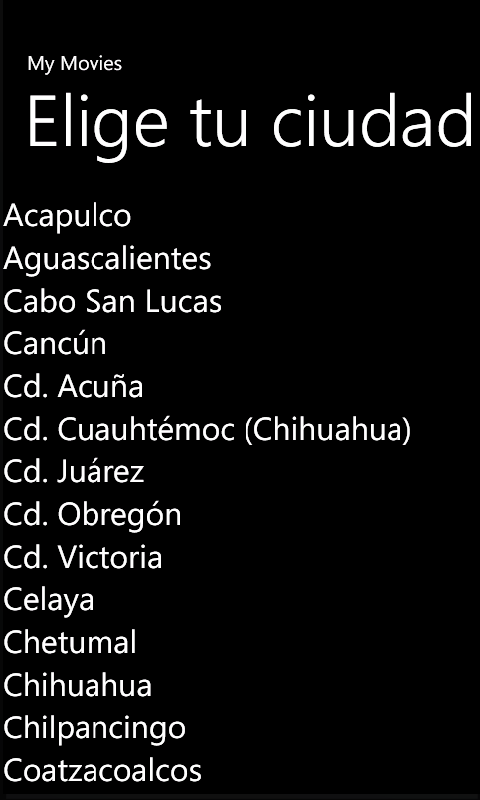 My Movies
Elige tu ciudad
Acapulco
Aguascalientes
Cabo San Lucas
Cancún
Cd. Acuña
Cd. Cuauhtémoc (Chihuahua)
Cd. Juárez
Cd. Obregón
Cd. Victoria
Celaya
Chetumal
Chihuahua
Chilpancingo
Coatzacoalcos